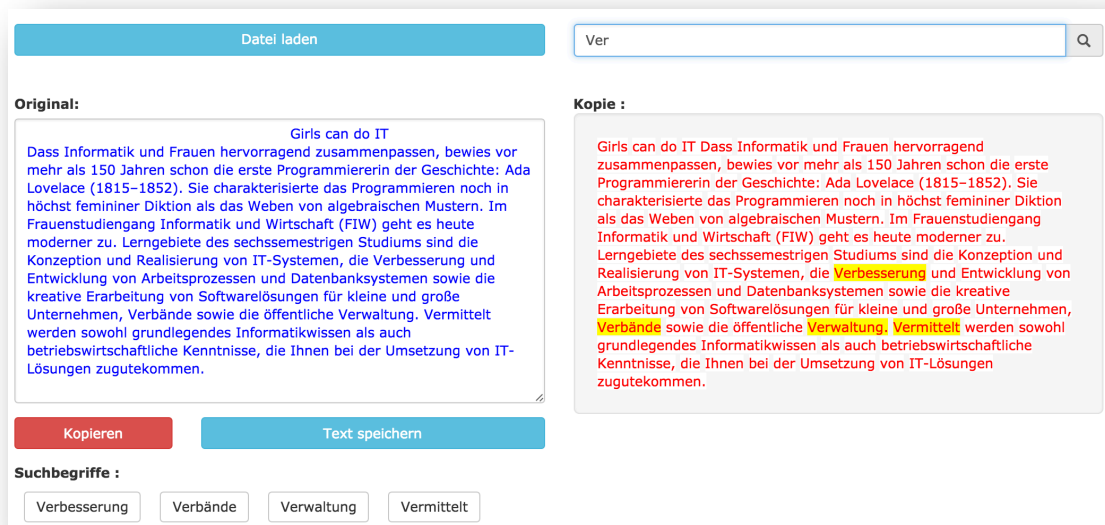 Datei laden
Ver
Original:
Girls can do IT
Dass Informatik und Frauen hervorragend zusammenpassen, bewies vor
mehr als 150 Jahren schon die erste Programmiererin der Geschichte: Ada
Lovelace (1815–1852). Sie charakterisierte das Programmieren noch in
höchst femininer Diktion als das Weben von algebraischen Mustern. Im
Frauenstudiengang Informatik und Wirtschaft (FIW) geht es heute
moderner zu. Lerngebiete des sechssemestrigen Studiums sind die
Konzeption und Realisierung von IT-Systemen, die Verbesserung und
Entwicklung von Arbeitsprozessen und Datenbanksystemen sowie die
kreative Erarbeitung von Softwarelösungen für kleine und große
Unternehmen, Verbände sowie die öffentliche Verwaltung. Vermittelt
werden sowohl grundlegendes Informatikwissen als auch
betriebswirtschaftliche Kenntnisse, die Ihnen bei der Umsetzung von IT-
Lösungen zugutekommen.
Kopie :
Girls can do IT Dass Informatik und Frauen hervorragend
zusammenpassen, bewies vor mehr als 150 Jahren schon die erste
Programmiererin der Geschichte: Ada Lovelace (1815–1852). Sie
charakterisierte das Programmieren noch in höchst femininer Diktion
als das Weben von algebraischen Mustern. Im Frauenstudiengang
Informatik und Wirtschaft (FIW) geht es heute moderner zu.
Lerngebiete des sechssemestrigen Studiums sind die Konzeption und
Realisierung von IT-Systemen, die Verbesserung und Entwicklung von
Arbeitsprozessen und Datenbanksystemen sowie die kreative
Erarbeitung von Softwarelösungen für kleine und große Unternehmen,
Verbände sowie die öffentliche Verwaltung. Vermittelt werden sowohl
grundlegendes Informatikwissen als auch betriebswirtschaftliche
Kenntnisse, die Ihnen bei der Umsetzung von IT-Lösungen
zugutekommen.
Kopieren
Text speichern
Suchbegriffe :
Verbesserung
Verbände
Verwaltung
Vermittelt